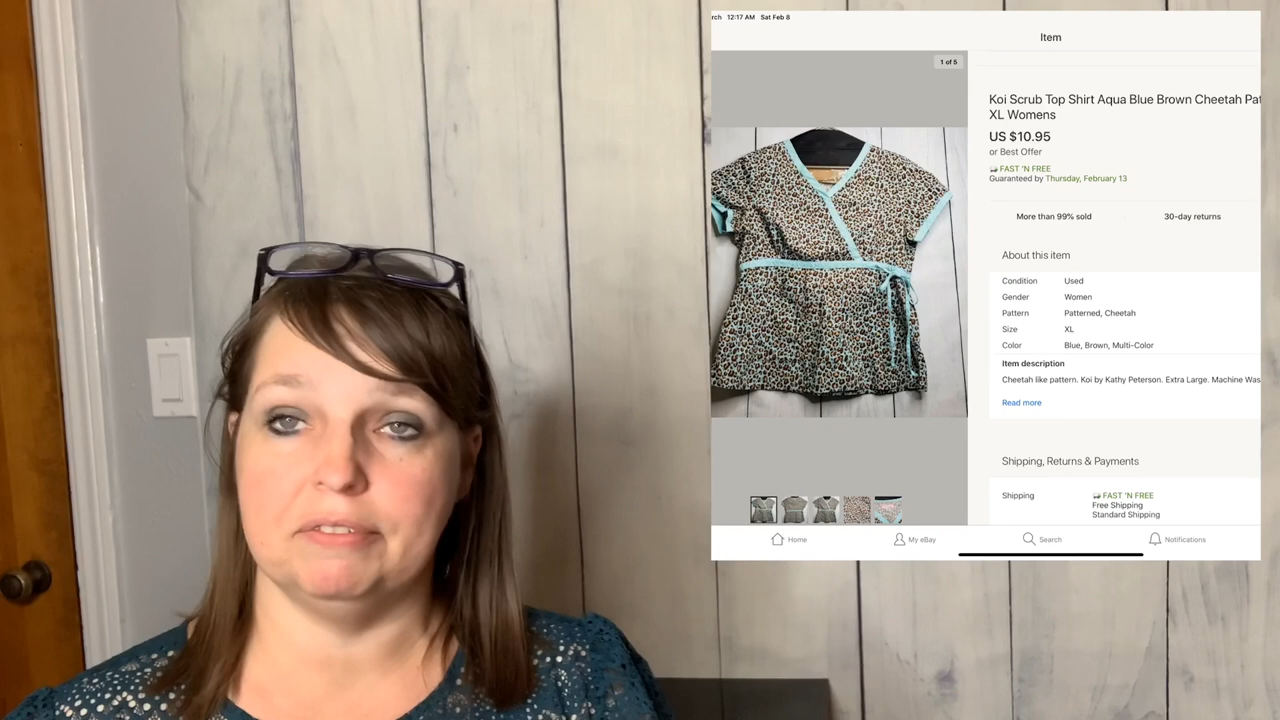 rch 12:17 AM Sat Feb 8
Item
1 of 5
Koi Scrub Top Shirt Aqua Blue Brown Cheetah Pat
XL Womens
US $10.95
or Best Offer
FAST 'N FREE
Guaranteed by Thursday, February 13
More than 99% sold
30-day returns
About this item
Condition Used
Gender Women
Pattern Patterned, Cheetah
Size XL
Color Blue, Brown, Multi-Color
Item description
Cheetah like pattern. Koi by Kathy Peterson. Extra Large. Machine Was
Read more
Shipping, Returns & Payments
Shipping FAST 'N FREE
Free Shipping
Standard Shipping
Home My eBay Search Notifications